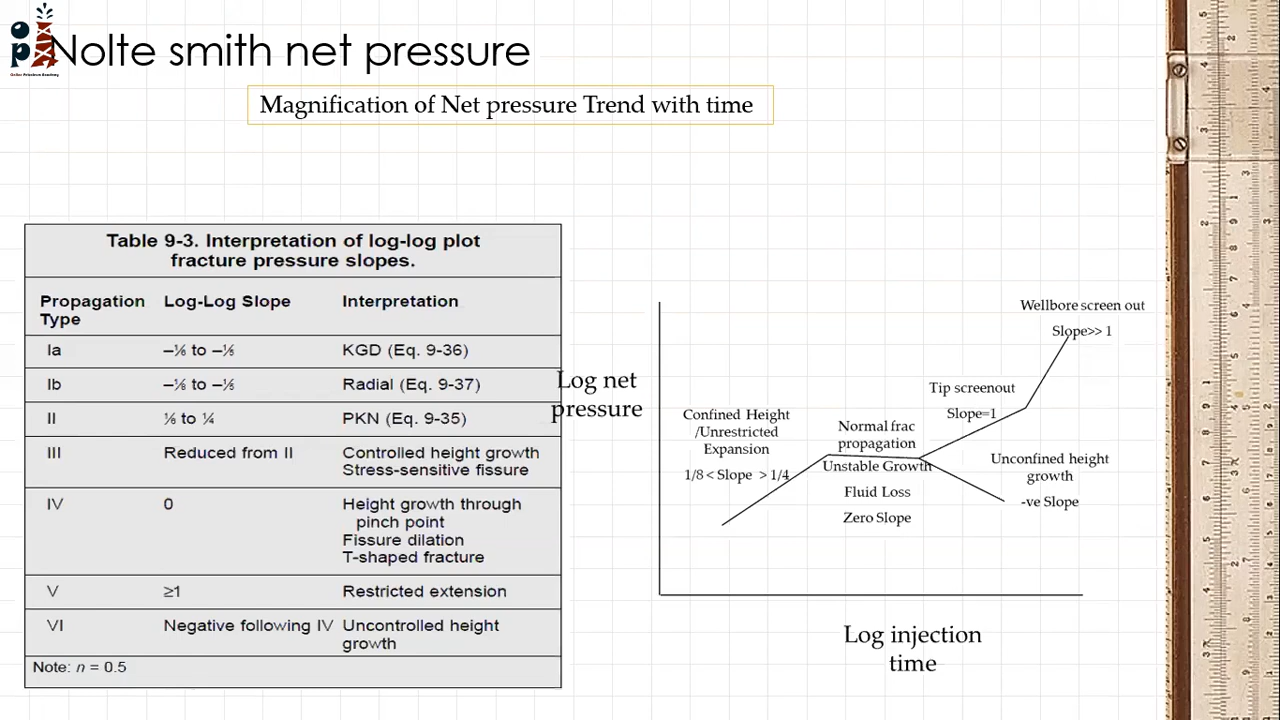 Nolte smith net pressure
Magnification of Net pressure Trend with time
Table 9-3. Interpretation of log-log plot
fracture pressure slopes.
Propagation Type Log-Log Slope Interpretation
Ia –⅙ to –⅕ KGD (Eq. 9-36)
Ib –⅙ to –⅕ Radial (Eq. 9-37)
II ⅙ to ¼ PKN (Eq. 9-35)
III Reduced from II Controlled height growth
Stress-sensitive fissure
IV 0 Height growth through
pinch point
Fissure dilation
T-shaped fracture
V ≥1 Restricted extension
VI Negative following IV Uncontrolled height
growth
Note: n = 0.5
Log net
pressure
Confined Height
/Unrestricted
Expansion
1/8 < Slope > 1/4
Normal frac
propagation
Unstable Growth
Fluid Loss
Zero Slope
Tip screenout
Slope=1
Wellbore screen out
Slope>> 1
Unconfined height
growth
-ve Slope
Log injection
time